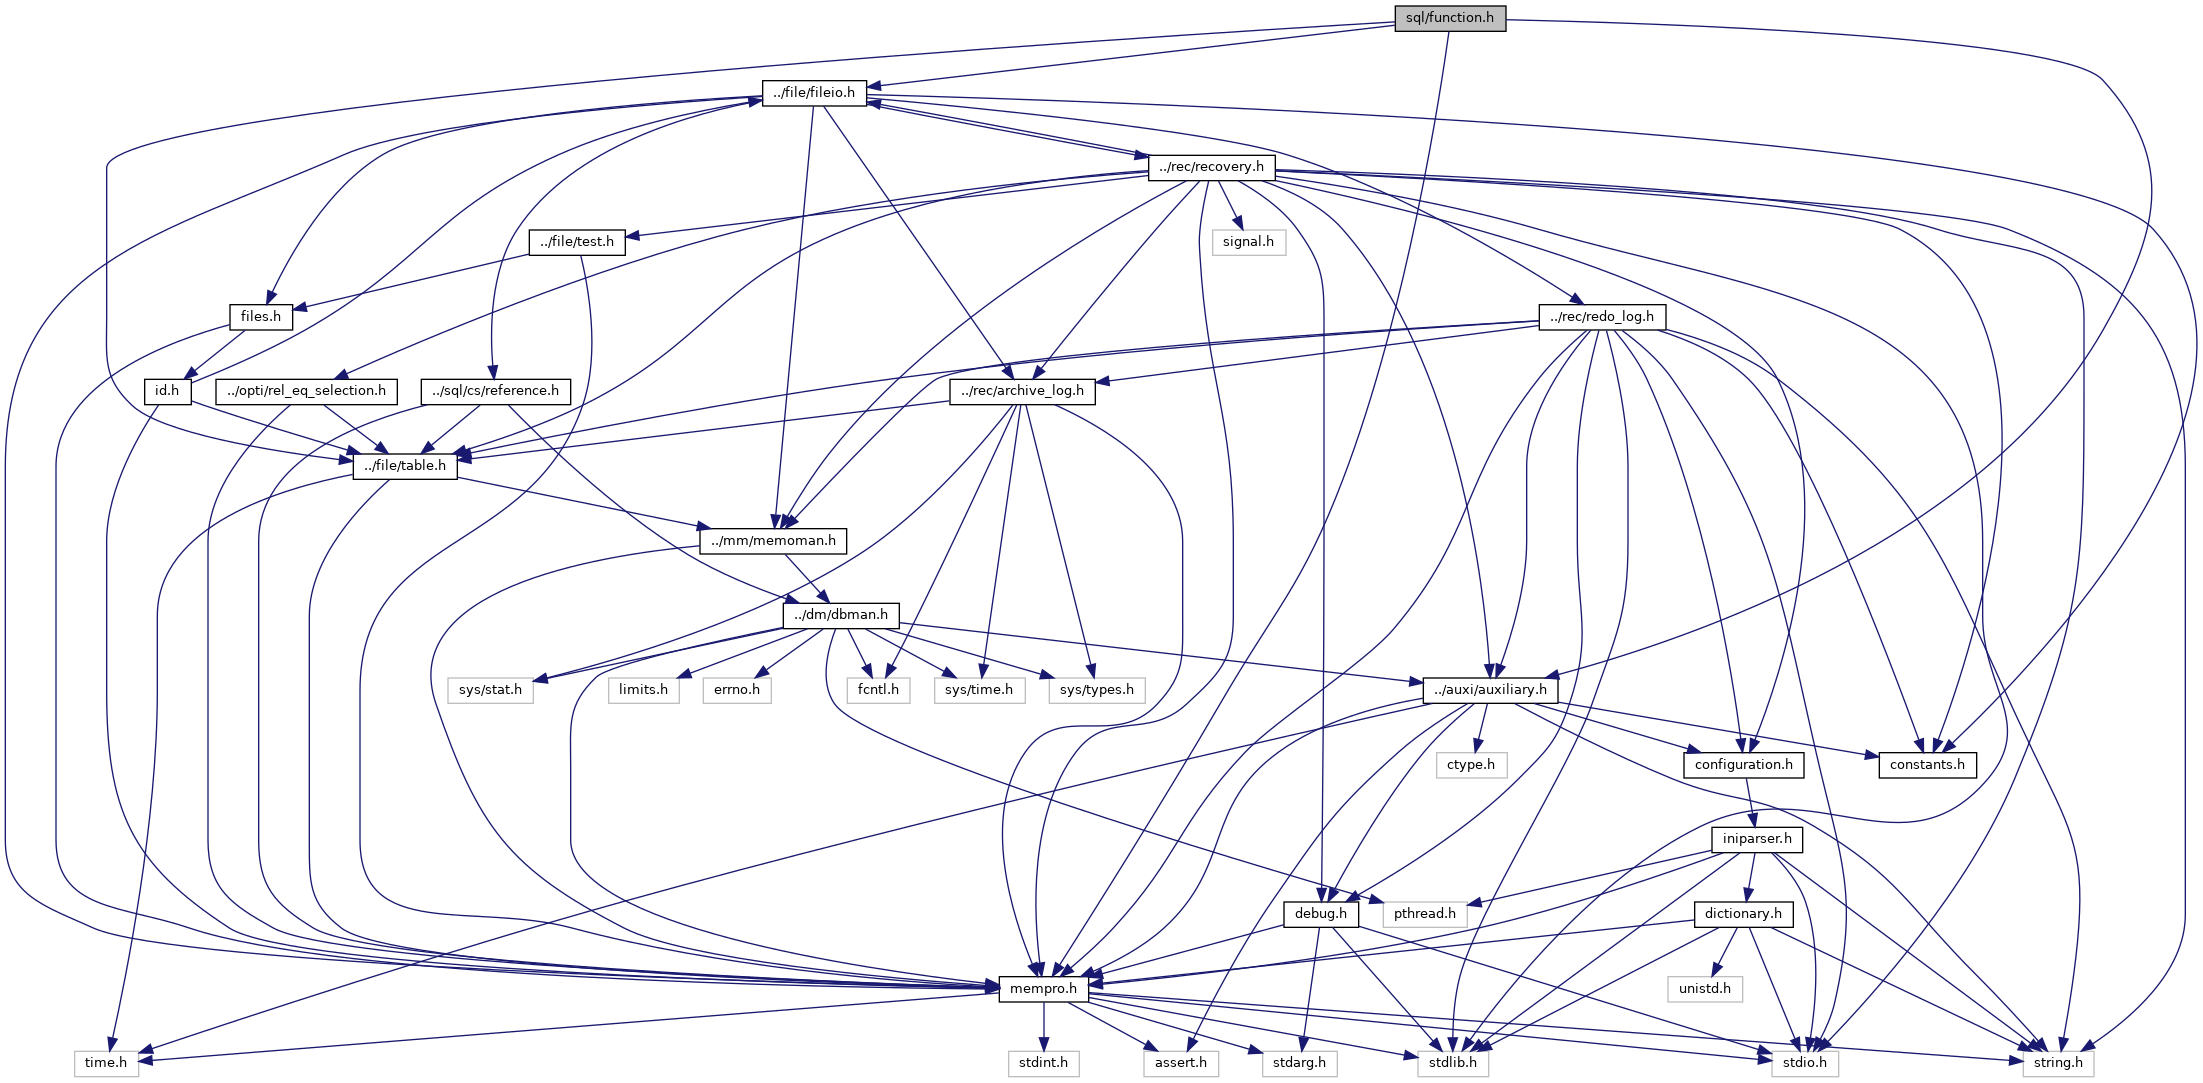 sql/function.h
../file/fileio.h
../rec/recovery.h
../file/test.h
signal.h
files.h
../rec/redo_log.h
id.h
../opti/rel_eq_selection.h
../sql/cs/reference.h
../rec/archive_log.h
../file/table.h
../mm/memoman.h
../dm/dbman.h
sys/stat.h
limits.h
errno.h
fcntl.h
sys/time.h
sys/types.h
../auxi/auxiliary.h
ctype.h
configuration.h
constants.h
iniparser.h
debug.h
pthread.h
dictionary.h
mempro.h
unistd.h
time.h
stdint.h
assert.h
stdarg.h
stdlib.h
stdio.h
string.h